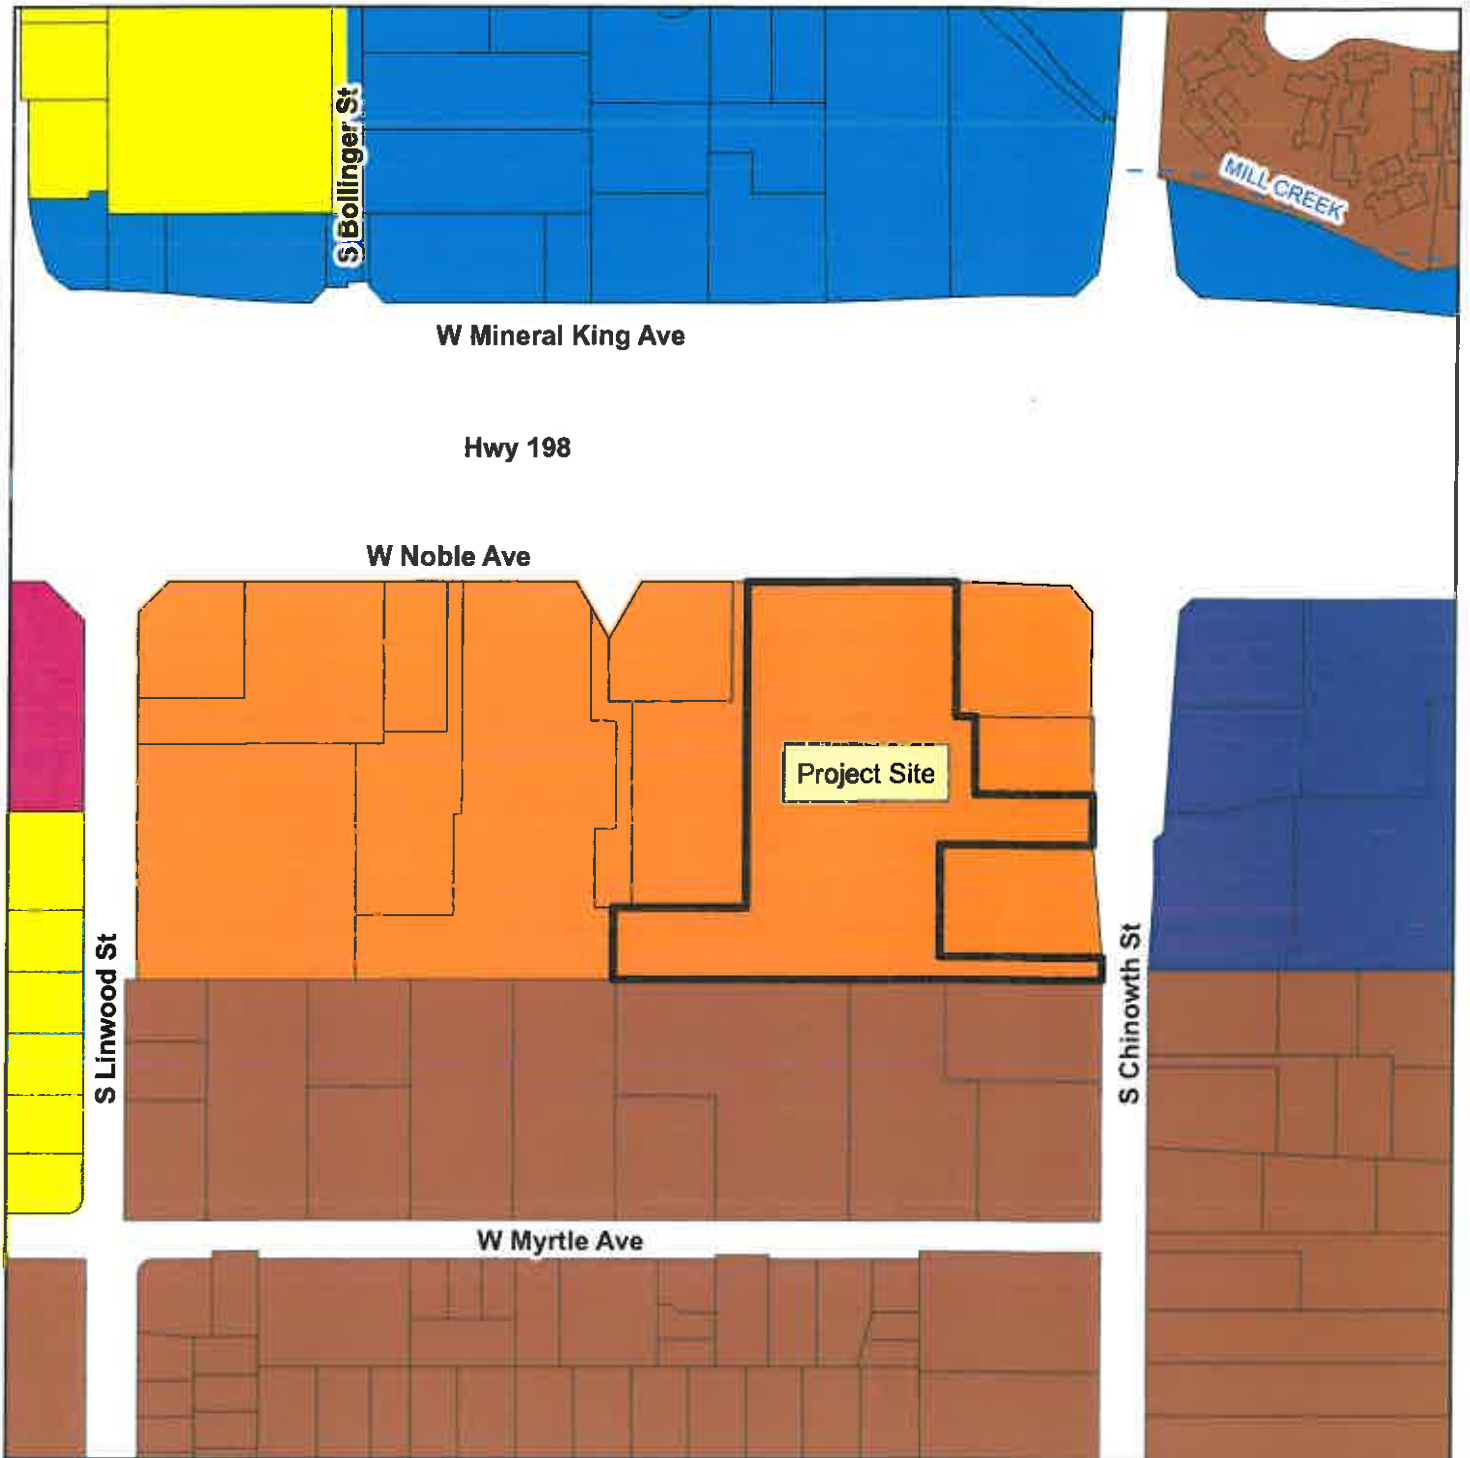 S Bollinger St
MILL CREEK
W Mineral King Ave
Hwy 198
W Noble Ave
Project Site
S Linwood St
S Chinowth St
W Myrtle Ave